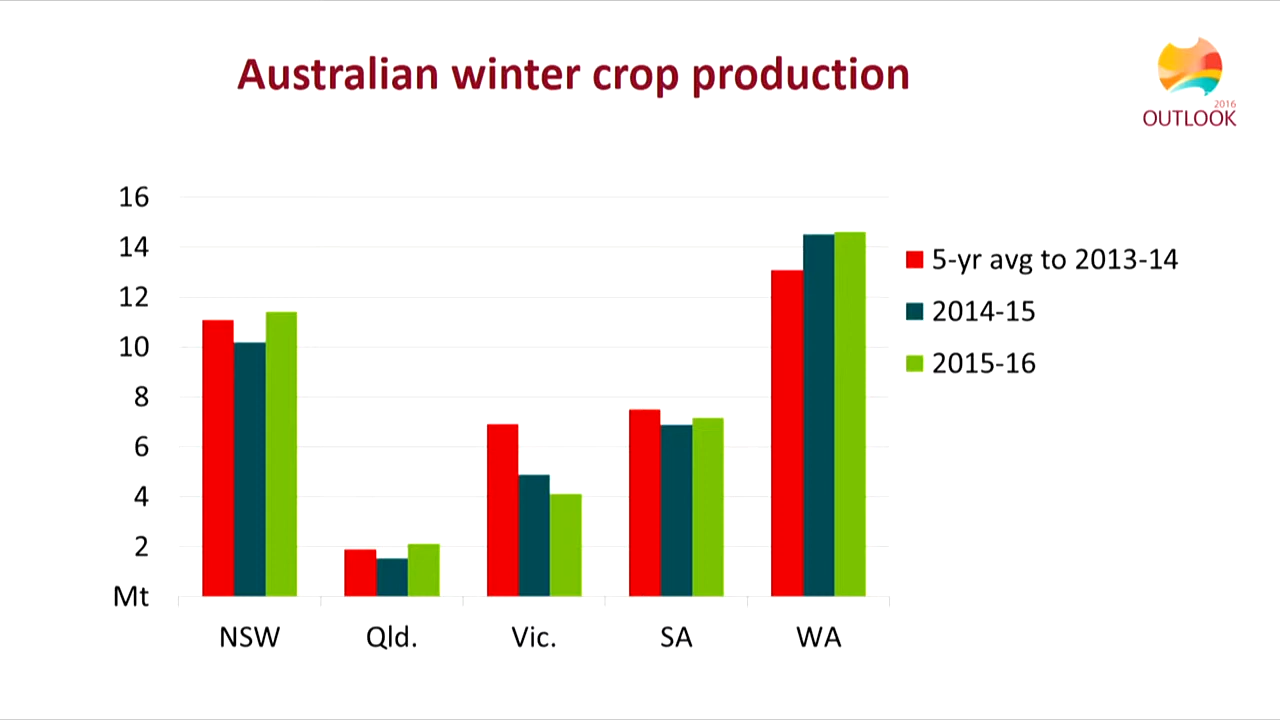 Australian winter crop production
2016
OUTLOOK
16
14
12
10
8
6
4
2
Mt
NSW
Qld.
Vic.
SA
WA
5-yr avg to 2013-14
2014-15
2015-16